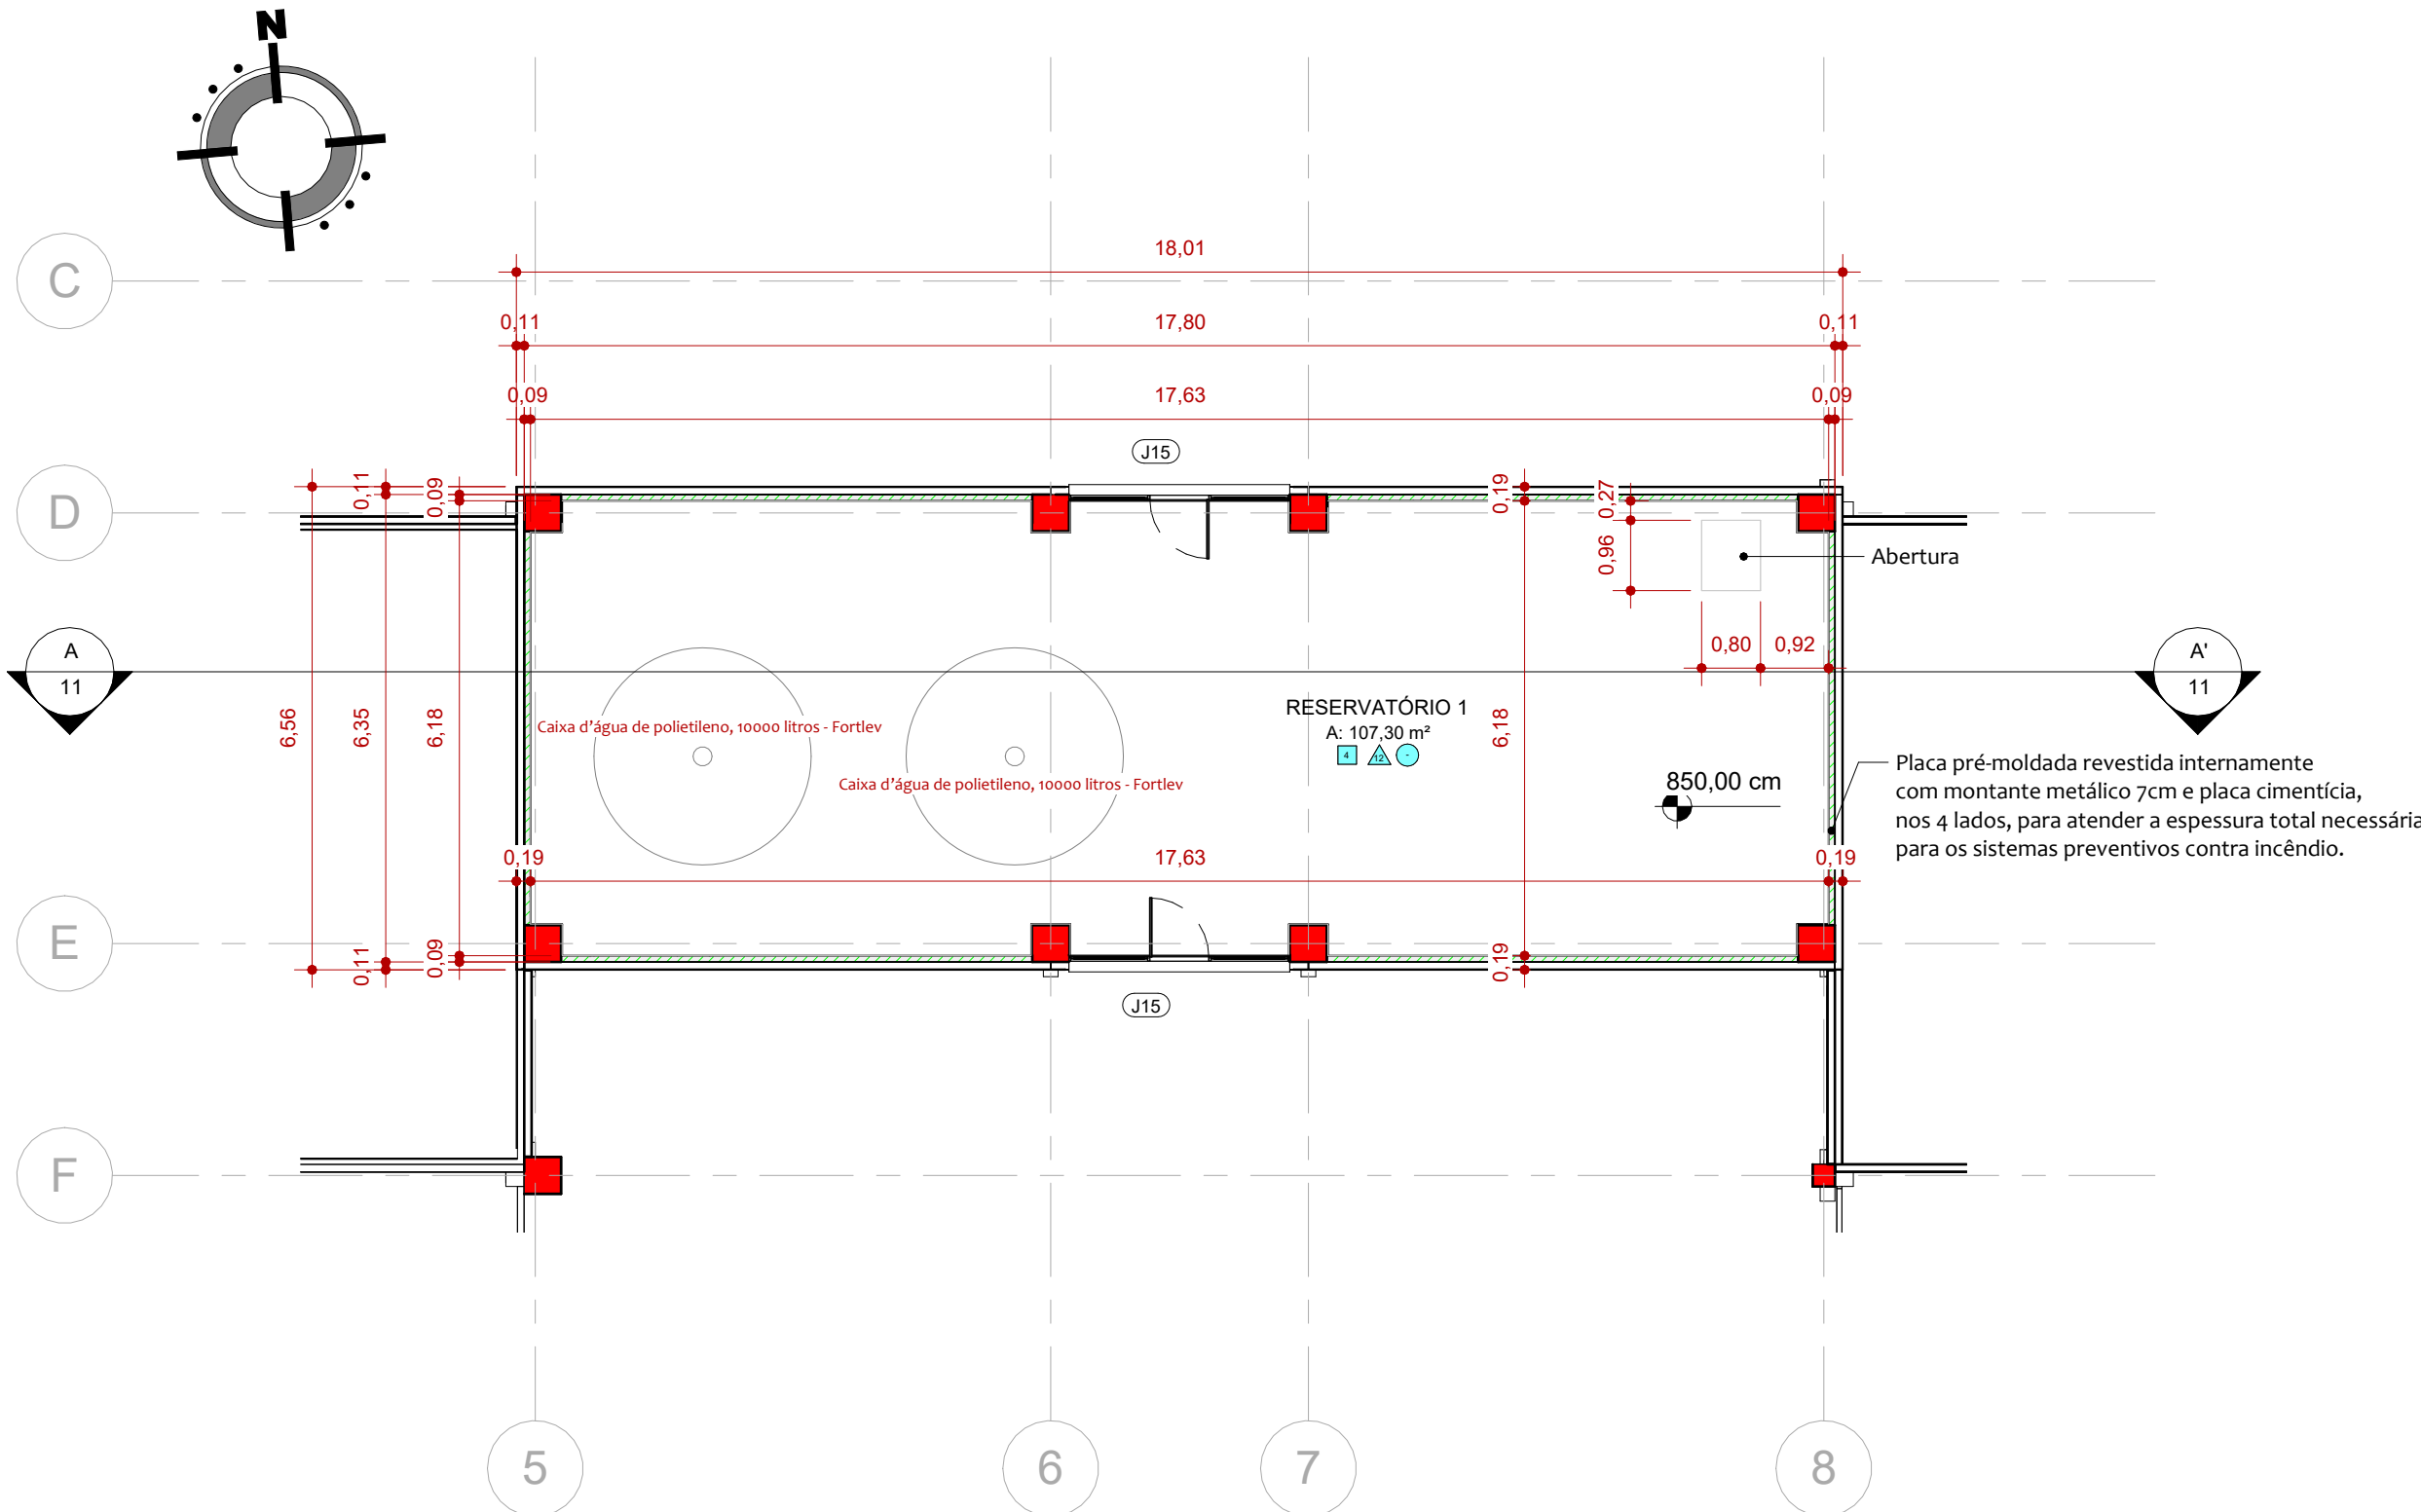 N
C
18,01
0,11
17,80
0,11
0,09
17,63
0,09
J15
D
0,11
0,09
0,19
0,27
0,96
Abertura
0,80
0,92
A
11
A'
11
6,56
6,35
6,18
Caixa d'água de polietileno, 10000 litros - Fortlev
Caixa d'água de polietileno, 10000 litros - Fortlev
RESERVATÓRIO 1
A: 107,30 m²
4
12
-
6,18
850,00 cm
Placa pré-moldada revestida internamente
com montante metálico 7cm e placa cimentícia,
nos 4 lados, para atender a espessura total necessária
para os sistemas preventivos contra incêndio.
0,19
17,63
0,19
E
0,11
0,09
0,19
J15
F
5
6
7
8